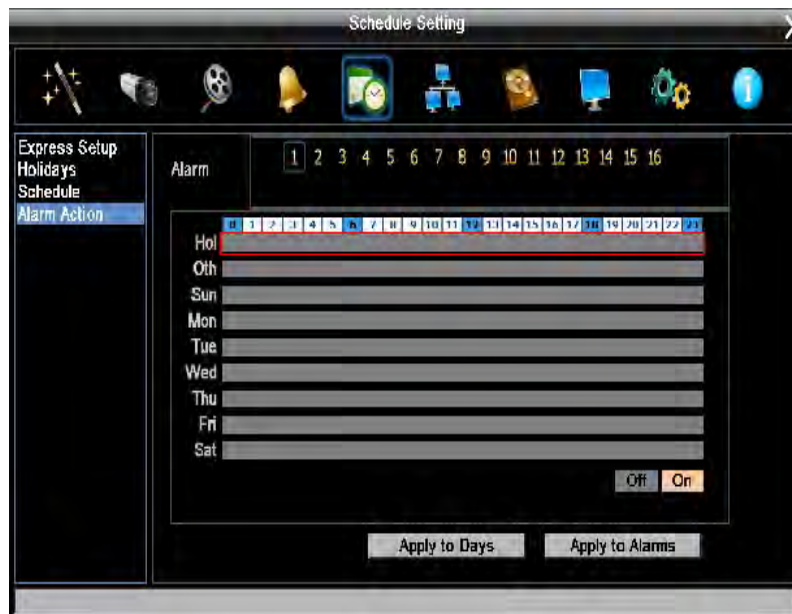 Schedule Setting
X
Express Setup
Holidays
Schedule
Alarm Action
Alarm
1 2 3 4 5 6 7 8 9 10 11 12 13 14 15 16
0 1 2 3 4 5 6 7 8 9 10 11 12 13 14 15 16 17 18 19 20 21 22 23
Hol
Oth
Sun
Mon
Tue
Wed
Thu
Fri
Sat
Off On
Apply to Days Apply to Alarms